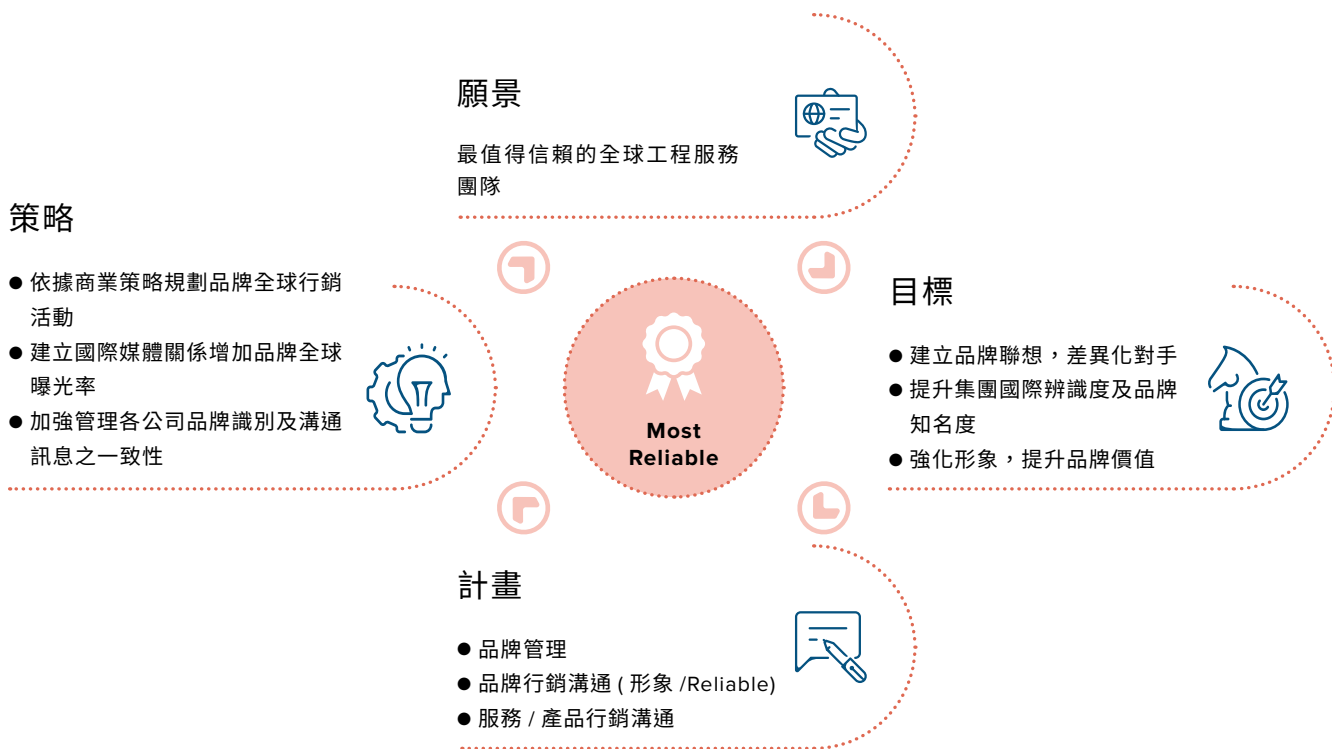 願景
最值得信賴的全球工程服務
團隊
策略
● 依據商業策略規劃品牌全球行銷
活動
● 建立國際媒體關係增加品牌全球
曝光率
● 加強管理各公司品牌識別及溝通
訊息之一致性
Most
Reliable
目標
● 建立品牌聯想，差異化對手
● 提升集團國際辨識度及品牌
知名度
● 強化形象，提升品牌價值
計畫
● 品牌管理
● 品牌行銷溝通 ( 形象 /Reliable)
● 服務 / 產品行銷溝通